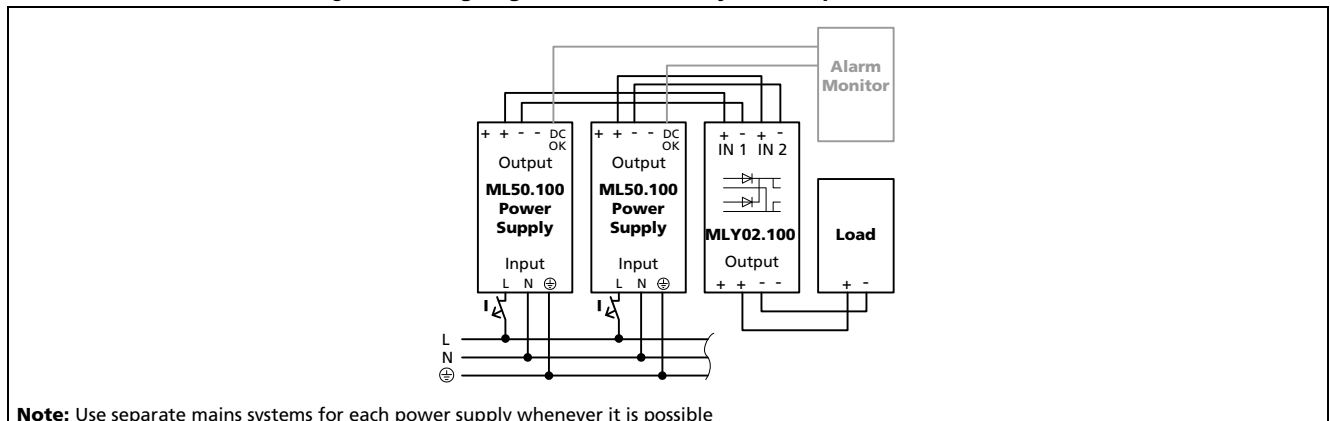 Alarm
Monitor
+ + - - DC
OK
Output
ML50.100
Power
Supply
Input
L N
+ + - - DC
OK
Output
ML50.100
Power
Supply
Input
L N
+ - + -
IN 1 IN 2
MLY02.100
Output
+ + - -
Load
+ -
I
I
L
N
Note: Use separate mains systems for each power supply whenever it is possible